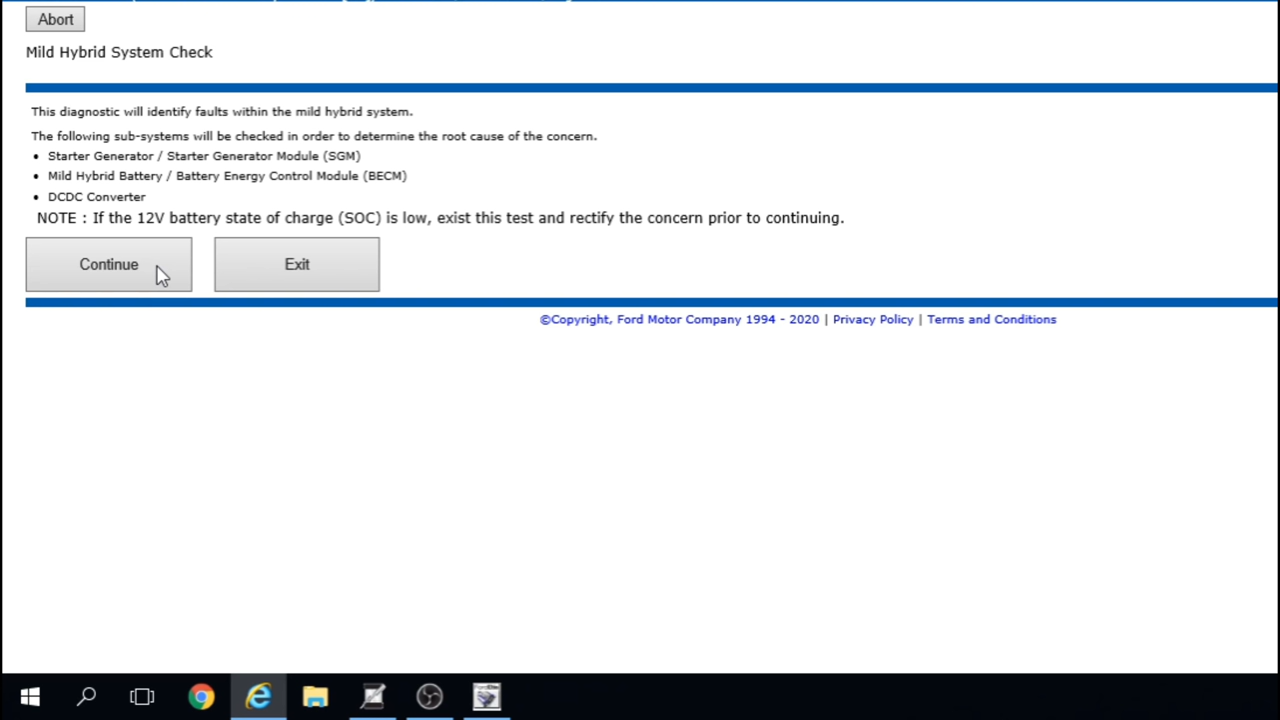 Abort
Mild Hybrid System Check
This diagnostic will identify faults within the mild hybrid system.
The following sub-systems will be checked in order to determine the root cause of the concern.
• Starter Generator / Starter Generator Module (SGM)
• Mild Hybrid Battery / Battery Energy Control Module (BECM)
• DCDC Converter
NOTE : If the 12V battery state of charge (SOC) is low, exist this test and rectify the concern prior to continuing.
Continue Exit
©Copyright, Ford Motor Company 1994 - 2020 | Privacy Policy | Terms and Conditions